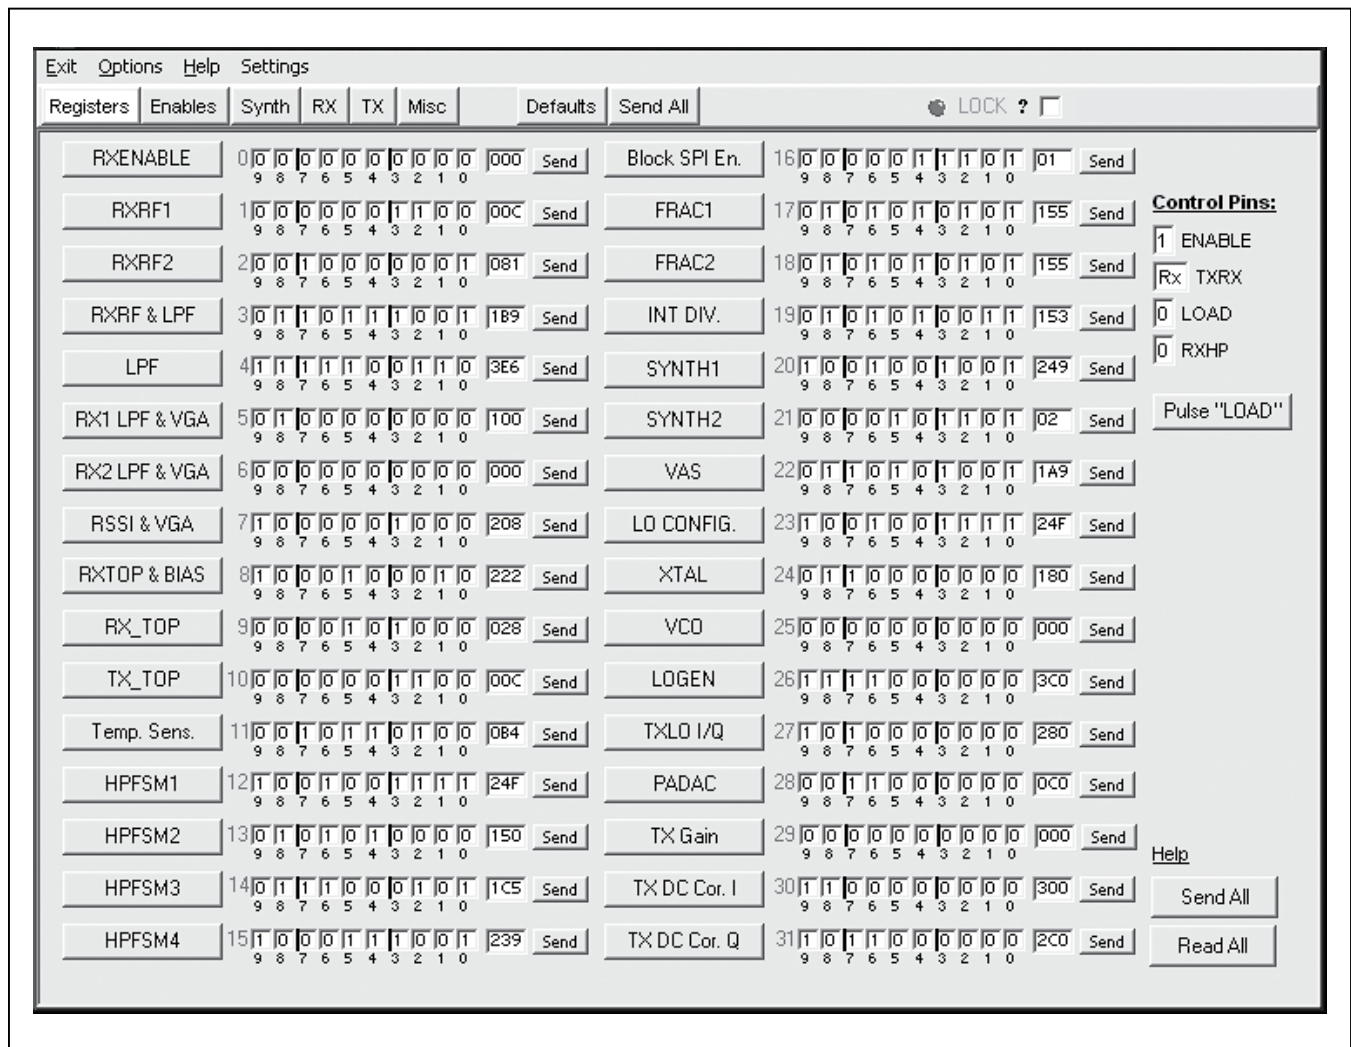 Exit Options Help Settings
Registers Enables Synth RX TX Misc Defaults Send All LOCK ?
RXENABLE 0 0 0 0 0 0 0 0 0 0 0 000 Send Block SPI En. 16 0 0 0 0 0 1 1 1 0 1 01 Send
9 8 7 6 5 4 3 2 1 0 9 8 7 6 5 4 3 2 1 0
RXRF1 1 0 0 0 0 0 0 1 1 0 0 00C Send FRAC1 17 0 1 0 1 0 1 0 1 0 1 155 Send
9 8 7 6 5 4 3 2 1 0 9 8 7 6 5 4 3 2 1 0
RXRF2 2 0 0 1 0 0 0 0 0 0 1 081 Send FRAC2 18 0 1 0 1 0 1 0 1 0 1 155 Send
9 8 7 6 5 4 3 2 1 0 9 8 7 6 5 4 3 2 1 0
RXRF & LPF 3 0 1 1 0 1 1 1 0 0 1 1B9 Send INT DIV. 19 0 1 0 1 0 1 0 0 1 1 153 Send
9 8 7 6 5 4 3 2 1 0 9 8 7 6 5 4 3 2 1 0
LPF 4 1 1 1 1 1 0 0 1 1 0 3E6 Send SYNTH1 20 1 0 0 1 0 0 1 0 0 1 249 Send
9 8 7 6 5 4 3 2 1 0 9 8 7 6 5 4 3 2 1 0
RX1 LPF & VGA 5 0 1 0 0 0 0 0 0 0 0 100 Send SYNTH2 21 0 0 0 0 1 0 1 1 0 1 02 Send
9 8 7 6 5 4 3 2 1 0 9 8 7 6 5 4 3 2 1 0
RX2 LPF & VGA 6 0 0 0 0 0 0 0 0 0 0 000 Send VAS 22 0 1 1 0 1 0 1 0 0 1 1A9 Send
9 8 7 6 5 4 3 2 1 0 9 8 7 6 5 4 3 2 1 0
RSSI & VGA 7 1 0 0 0 0 0 1 0 0 0 208 Send LO CONFIG. 23 1 0 0 1 0 0 1 1 1 1 24F Send
9 8 7 6 5 4 3 2 1 0 9 8 7 6 5 4 3 2 1 0
RXTOP & BIAS 8 1 0 0 0 1 0 0 0 1 0 222 Send XTAL 24 0 1 1 0 0 0 0 0 0 0 180 Send
9 8 7 6 5 4 3 2 1 0 9 8 7 6 5 4 3 2 1 0
RX_TOP 9 0 0 0 0 1 0 1 0 0 0 028 Send VCO 25 0 0 0 0 0 0 0 0 0 0 000 Send
9 8 7 6 5 4 3 2 1 0 9 8 7 6 5 4 3 2 1 0
TX_TOP 10 0 0 0 0 0 0 1 1 0 0 00C Send LOGEN 26 1 1 1 1 0 0 0 0 0 0 3C0 Send
9 8 7 6 5 4 3 2 1 0 9 8 7 6 5 4 3 2 1 0
Temp. Sens. 11 0 0 1 0 1 1 0 1 0 0 0B4 Send TXLO I/Q 27 1 0 1 0 0 0 0 0 0 0 280 Send
9 8 7 6 5 4 3 2 1 0 9 8 7 6 5 4 3 2 1 0
HPFSM1 12 1 0 0 1 0 0 1 1 1 1 24F Send PADAC 28 0 0 1 1 0 0 0 0 0 0 0C0 Send
9 8 7 6 5 4 3 2 1 0 9 8 7 6 5 4 3 2 1 0
HPFSM2 13 0 1 0 1 0 1 0 0 0 0 150 Send TX Gain 29 0 0 0 0 0 0 0 0 0 0 000 Send
9 8 7 6 5 4 3 2 1 0 9 8 7 6 5 4 3 2 1 0
HPFSM3 14 0 1 1 1 0 0 0 1 0 1 1C5 Send TX DC Cor. I 30 1 1 0 0 0 0 0 0 0 0 300 Send
9 8 7 6 5 4 3 2 1 0 9 8 7 6 5 4 3 2 1 0
HPFSM4 15 1 0 0 0 1 1 1 0 0 1 239 Send TX DC Cor. Q 31 1 0 1 1 0 0 0 0 0 0 2C0 Send
9 8 7 6 5 4 3 2 1 0 9 8 7 6 5 4 3 2 1 0
Control Pins:
1 ENABLE
Rx TXRX
0 LOAD
0 RXHP
Pulse "LOAD"
Help
Send All
Read All